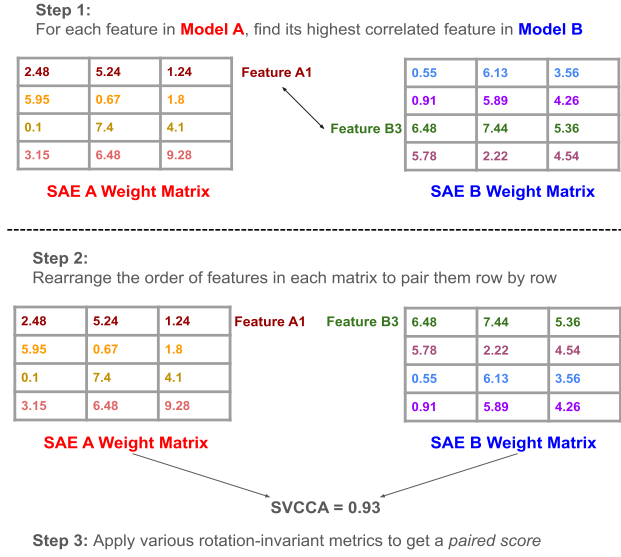 Step 1:
For each feature in Model A, find its highest correlated feature in Model B
2.48 5.24 1.24 Feature A1 0.55 6.13 3.56
5.95 0.67 1.8 0.91 5.89 4.26
0.1 7.4 4.1 Feature B3 6.48 7.44 5.36
3.15 6.48 9.28 5.78 2.22 4.54
SAE A Weight Matrix SAE B Weight Matrix
Step 2:
Rearrange the order of features in each matrix to pair them row by row
2.48 5.24 1.24 Feature A1 Feature B3 6.48 7.44 5.36
5.95 0.67 1.8 5.78 2.22 4.54
0.1 7.4 4.1 0.55 6.13 3.56
3.15 6.48 9.28 0.91 5.89 4.26
SAE A Weight Matrix SAE B Weight Matrix
SVCCA = 0.93
Step 3: Apply various rotation-invariant metrics to get a paired score